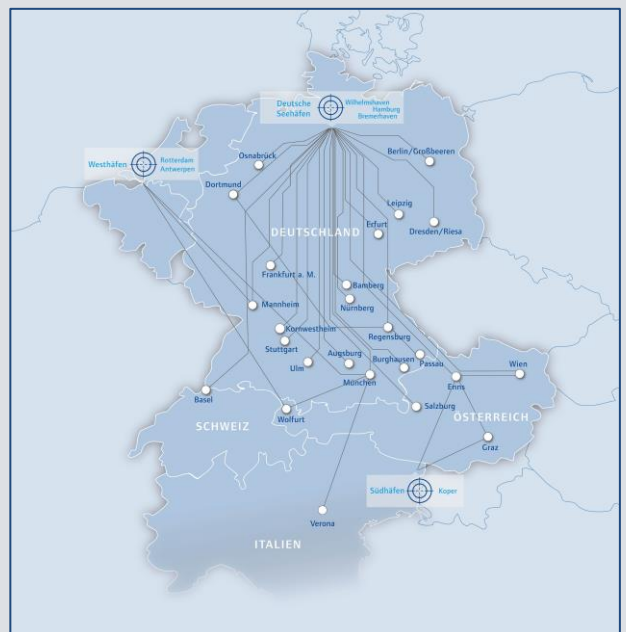 Deutsche
Seehäfen
Wilhelmshaven
Hamburg
Bremerhaven
Westhäfen
Rotterdam
Antwerpen
Osnabrück
Berlin/Großbeeren
Dortmund
Leipzig
DEUTSCHLAND
Erfurt
Dresden/Riesa
Frankfurt a. M.
Bamberg
Mannheim
Nürnberg
Kornwestheim
Regensburg
Stuttgart
Augsburg
Burghausen
Passau
Wien
Ulm
München
Enns
Basel
Wolfurt
Salzburg
ÖSTERREICH
SCHWEIZ
Graz
Südhäfen
Koper
Verona
ITALIEN